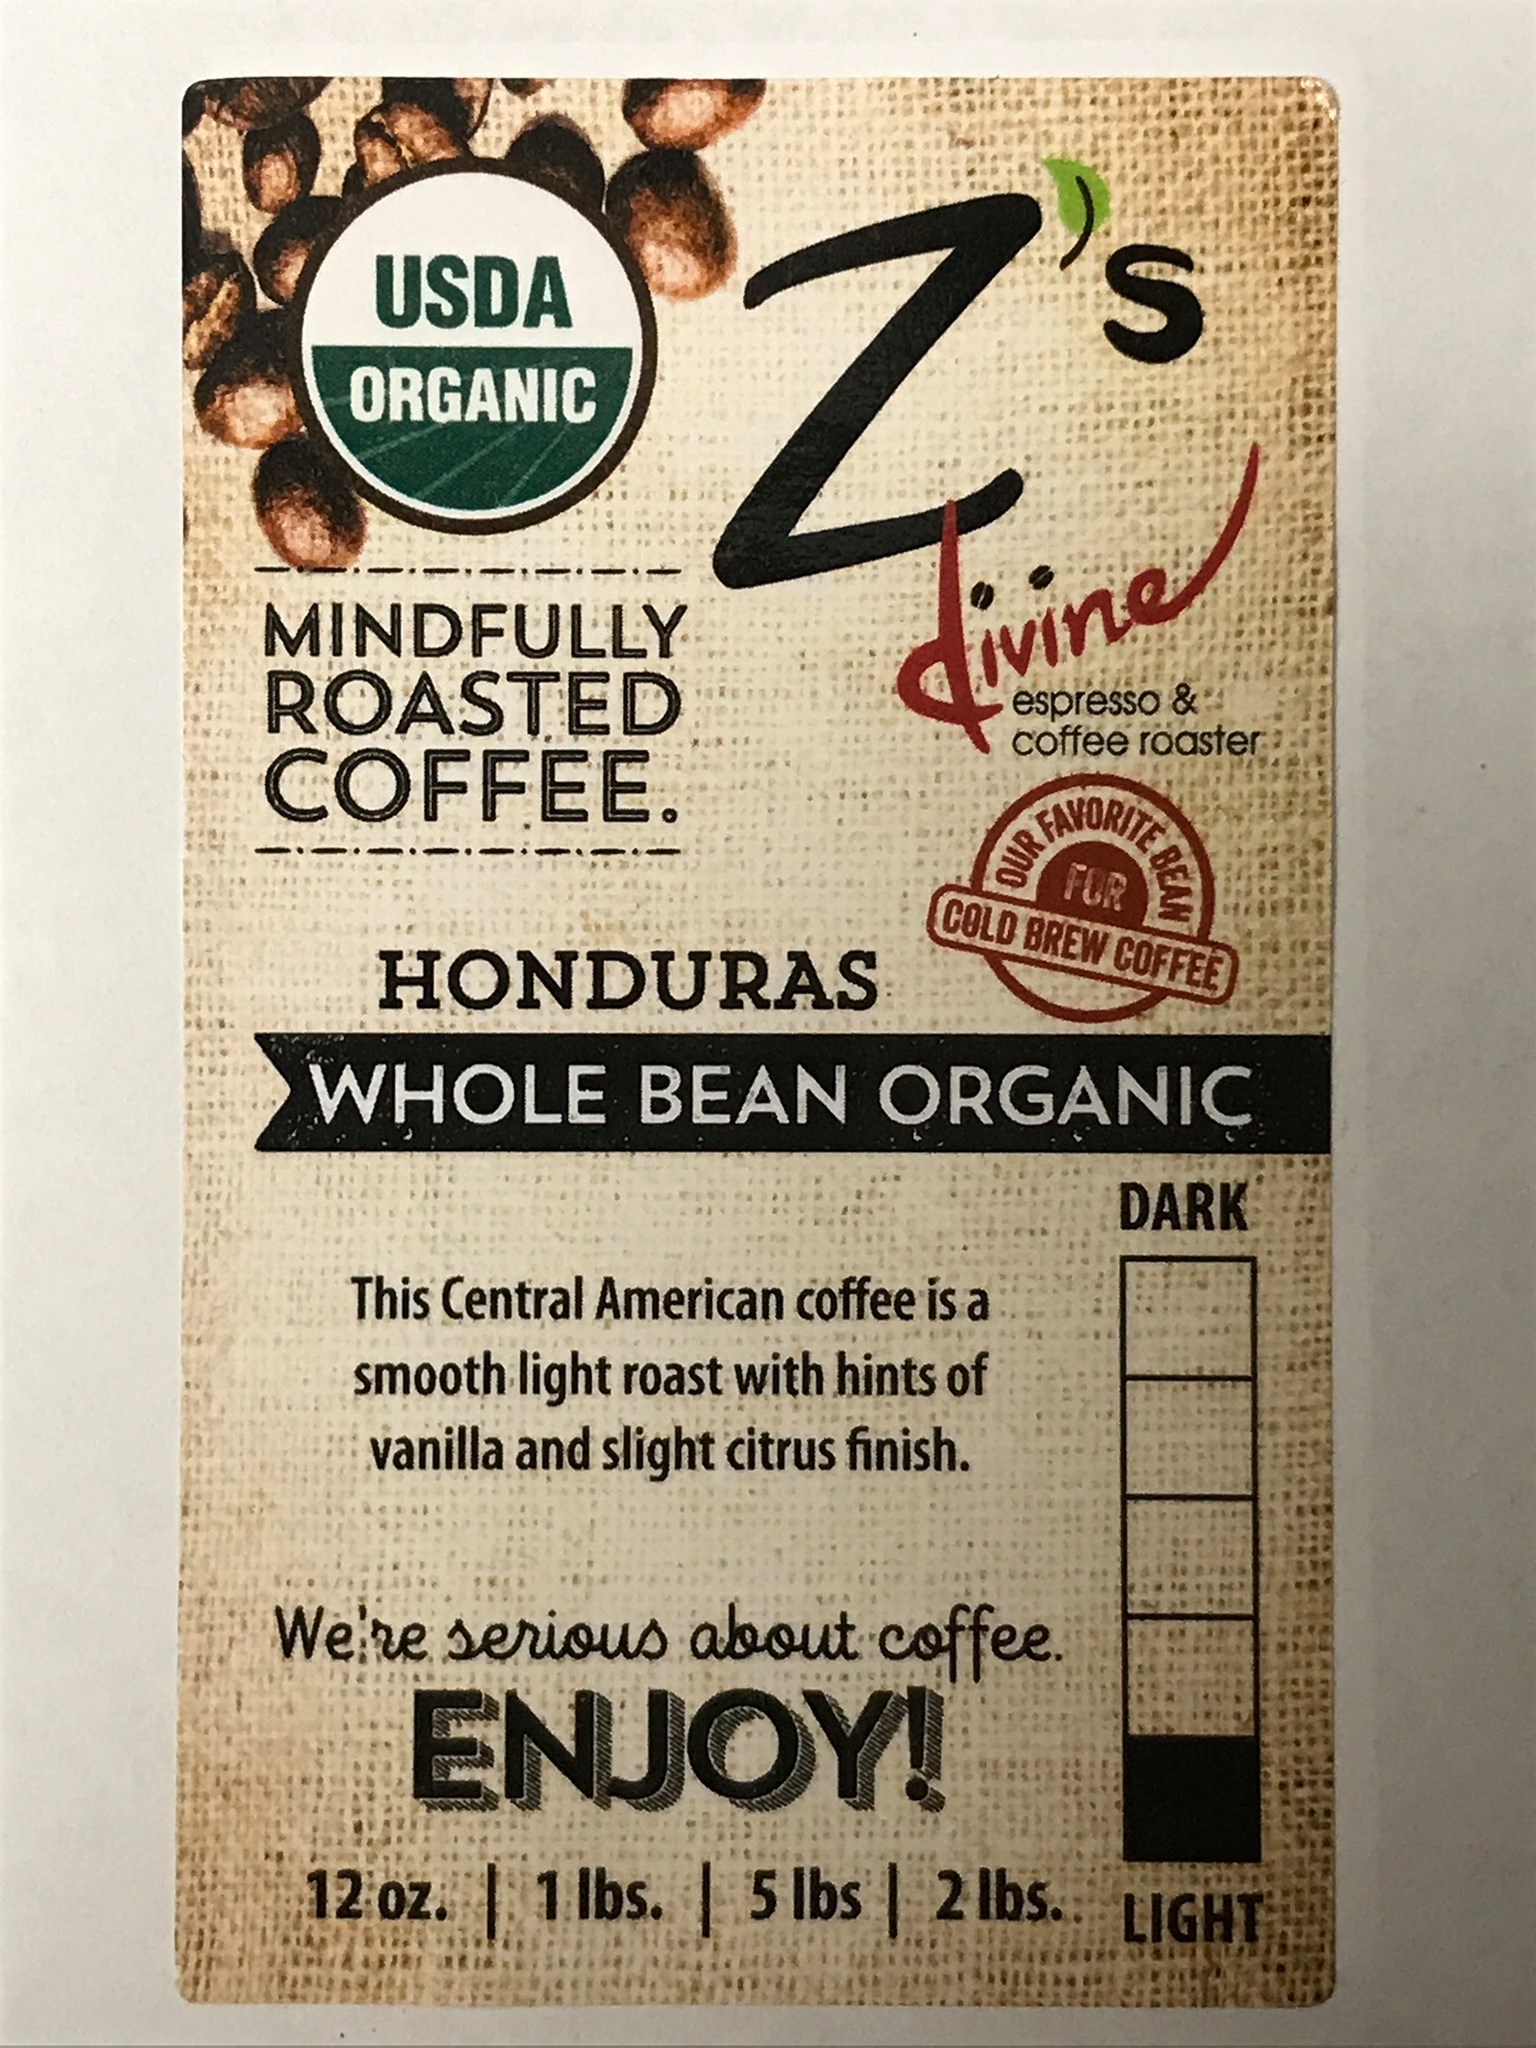 USDA
ORGANIC
Z's
divine
espresso &
coffee roaster
MINDFULLY
ROASTED
COFFEE.
OUR FAVORITE BEAN
FOR
COLD BREW COFFEE
HONDURAS
WHOLE BEAN ORGANIC
DARK
This Central American coffee is a
smooth light roast with hints of
vanilla and slight citrus finish.
We're serious about coffee.
ENJOY!
12 oz. | 1 lbs. | 5 lbs | 2 lbs.
LIGHT